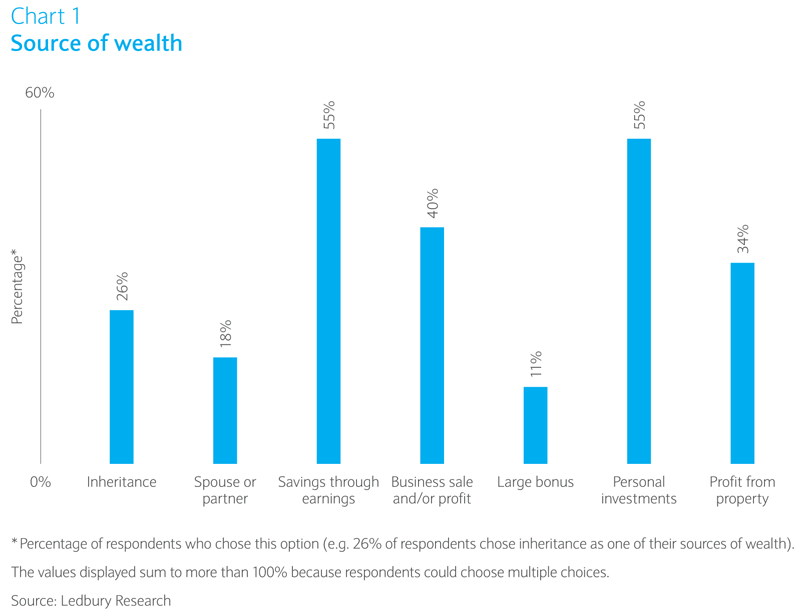 Chart 1
Source of wealth
60%
Percentage*
0%
26%
18%
55%
40%
11%
55%
34%
Inheritance
Spouse or
partner
Savings through
earnings
Business sale
and/or profit
Large bonus
Personal
investments
Profit from
property
* Percentage of respondents who chose this option (e.g. 26% of respondents chose inheritance as one of their sources of wealth).
The values displayed sum to more than 100% because respondents could choose multiple choices.
Source: Ledbury Research